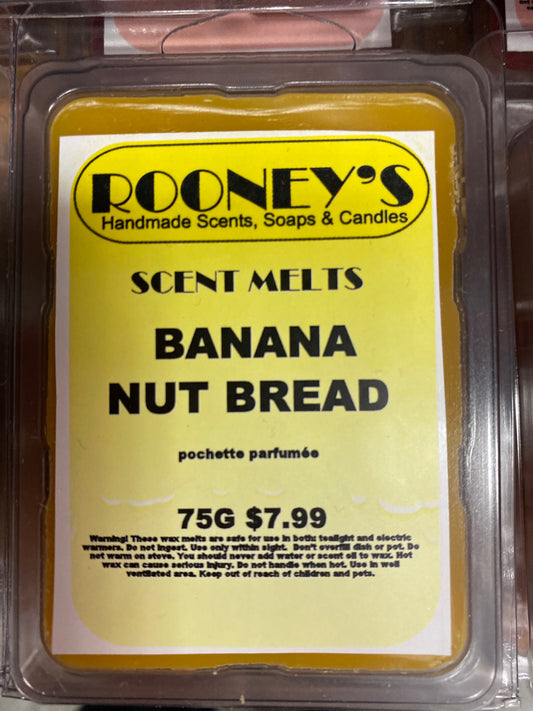 ROONEY'S
Handmade Scents, Soaps & Candles
SCENT MELTS
BANANA
NUT BREAD
pochette parfumée
75G $7.99
Warning! These wax melts are safe for use in both: tealight and electric
warmers. Do not ingest. Use only within sight. Don't overfill dish or pot. Do
not warm on stove. You should never add water or scent oil to wax. Hot
wax can cause serious injury. Do not handle when hot. Use in well
ventilated area. Keep out of reach of children and pets.